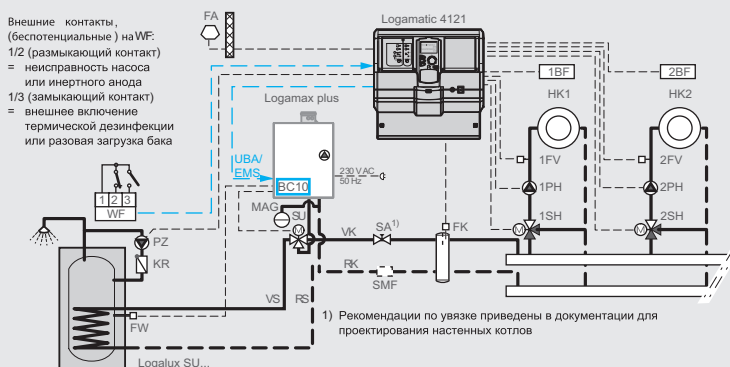 Внешние контакты,
(беспотенциальные) на WF:
1/2 (размыкающий контакт)
= неисправность насоса
или инертного анода
1/3 (замыкающий контакт)
= внешнее включение
термической дезинфекции
или разовая загрузка бака
FA
Logamatic 4121
1BF
2BF
HK1
HK2
Logamax plus
UBA/
EMS
BC10
230 VAC
50 Hz
1FV
2FV
1PH
2PH
1 2 3
WF
MAG
SU
M
VK
SA1)
FK
M
1SH
M
2SH
PZ
KR
RK
SMF
VS
RS
FW
1) Рекомендации по увязке приведены в документации для
проектирования настенных котлов
Logalux SU...